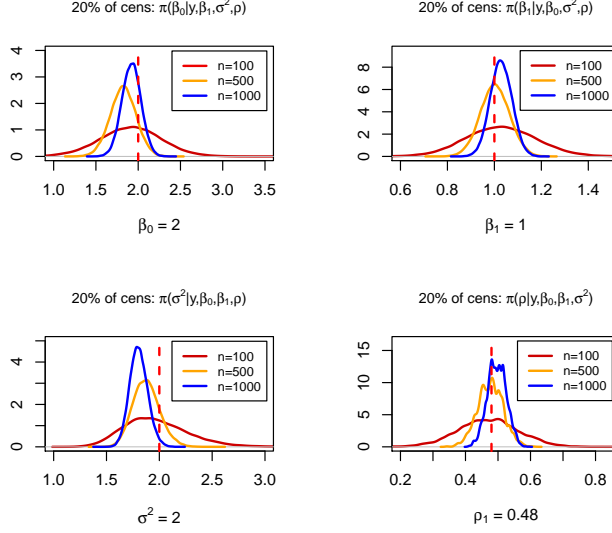 20% of cens: π(β₀|y,β₁,σ²,ρ)
0 1 2 3 4
n=100
n=500
n=1000
1.0 1.5 2.0 2.5 3.0 3.5
β₀ = 2
20% of cens: π(β₁|y,β₀,σ²,ρ)
0 2 4 6 8
n=100
n=500
n=1000
0.6 0.8 1.0 1.2 1.4
β₁ = 1
20% of cens: π(σ²|y,β₀,β₁,ρ)
0 2 4
n=100
n=500
n=1000
1.0 1.5 2.0 2.5 3.0
σ² = 2
20% of cens: π(ρ|y,β₀,β₁,σ²)
0 5 10 15
n=100
n=500
n=1000
0.2 0.4 0.6 0.8
ρ₁ = 0.48